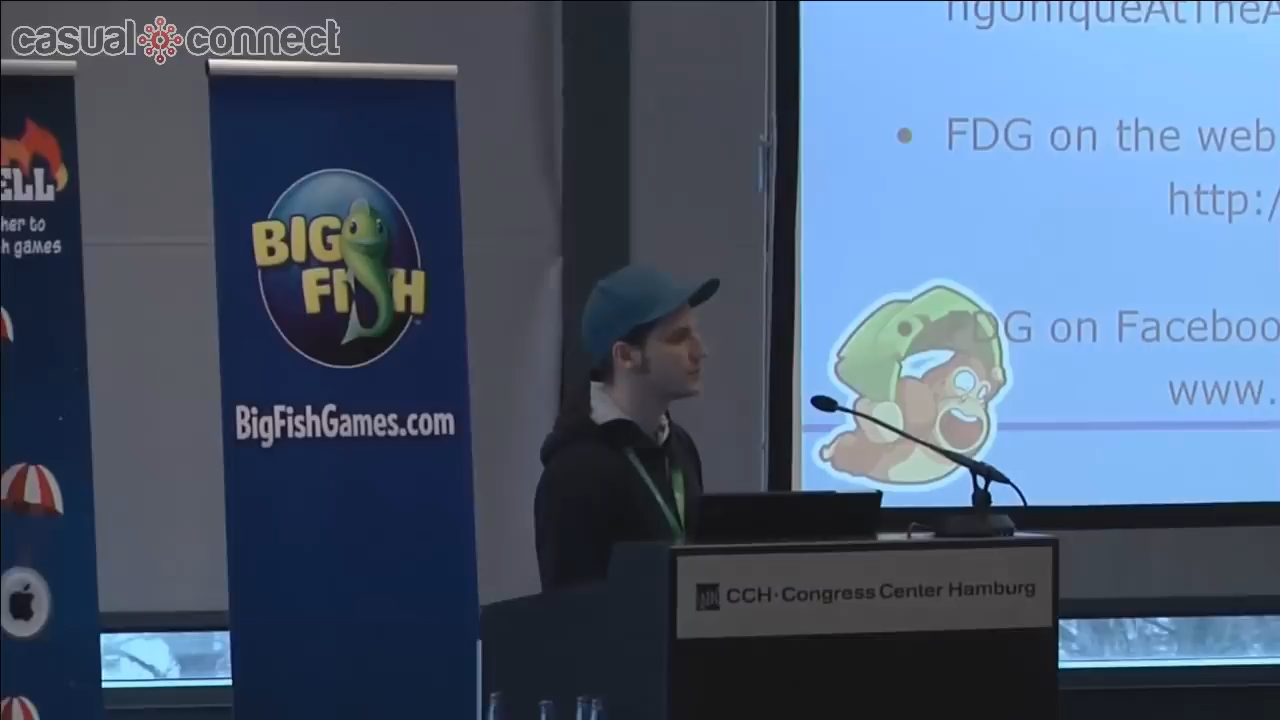 casual connect
ELL
her to
h games
BIG
FISH
BigFishGames.com
ngUniqueAtTheA
FDG on the web
http:/
DG on Faceboo
www.
CCH·Congress Center Hamburg